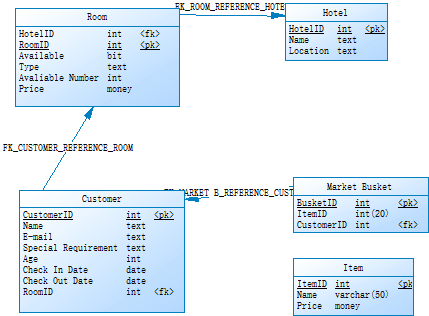 FK_ROOM_REFERENCE_HOTE
Room
HotelID int <fk>
RoomID int <pk>
Available bit
Type text
Avaliable Number int
Price money
Hotel
HotelID int <pk>
Name text
Location text
FK_CUSTOMER_REFERENCE_ROOM
B_REFERENCE_CUST
Customer
CustomerID int <pk>
Name text
E-mail text
Special Requirement text
Age int
Check In Date date
Check Out Date date
RoomID int <fk>
Market Busket
BusketID int <pk>
ItemID int(20)
CustomerID int <fk>
Item
ItemID int <pk
Name varchar(50)
Price money